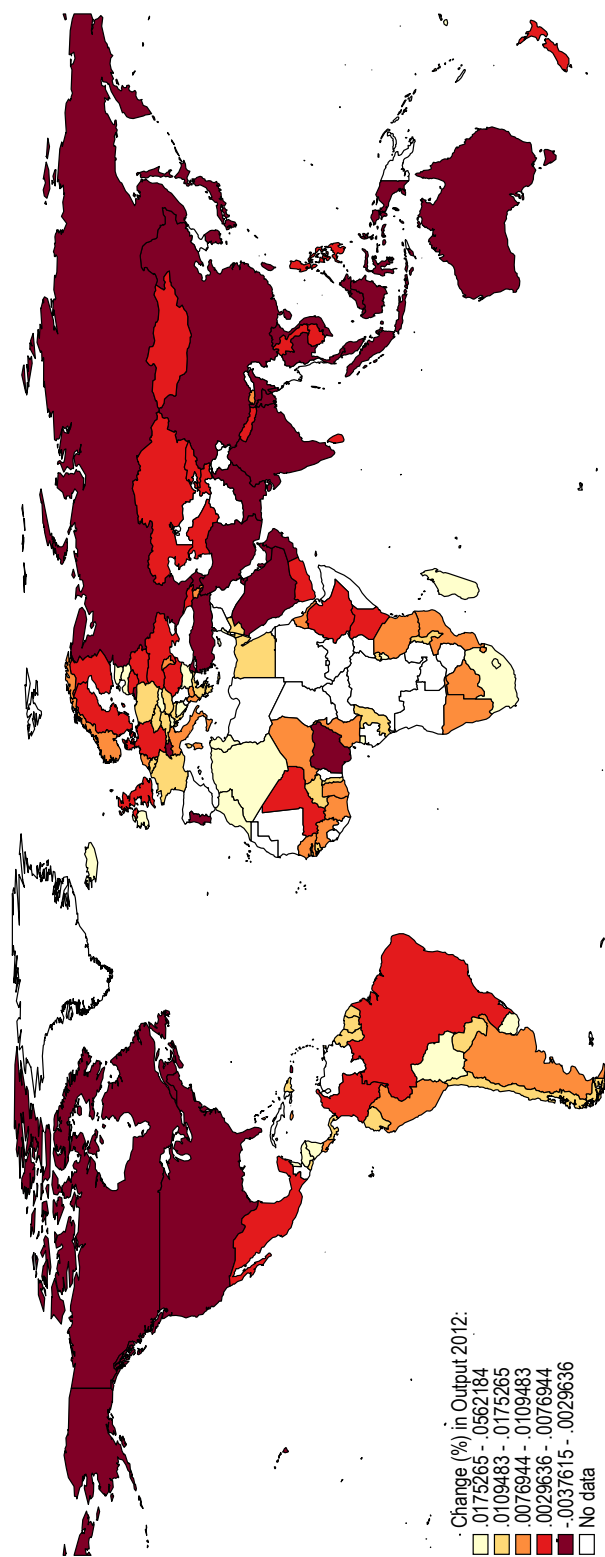 Change (%) in Output 2012:
.0175265 - .0562184
.0109483 - .0175265
.0076944 - .0109483
.0029636 - .0076944
-.0037615 - .0029636
No data